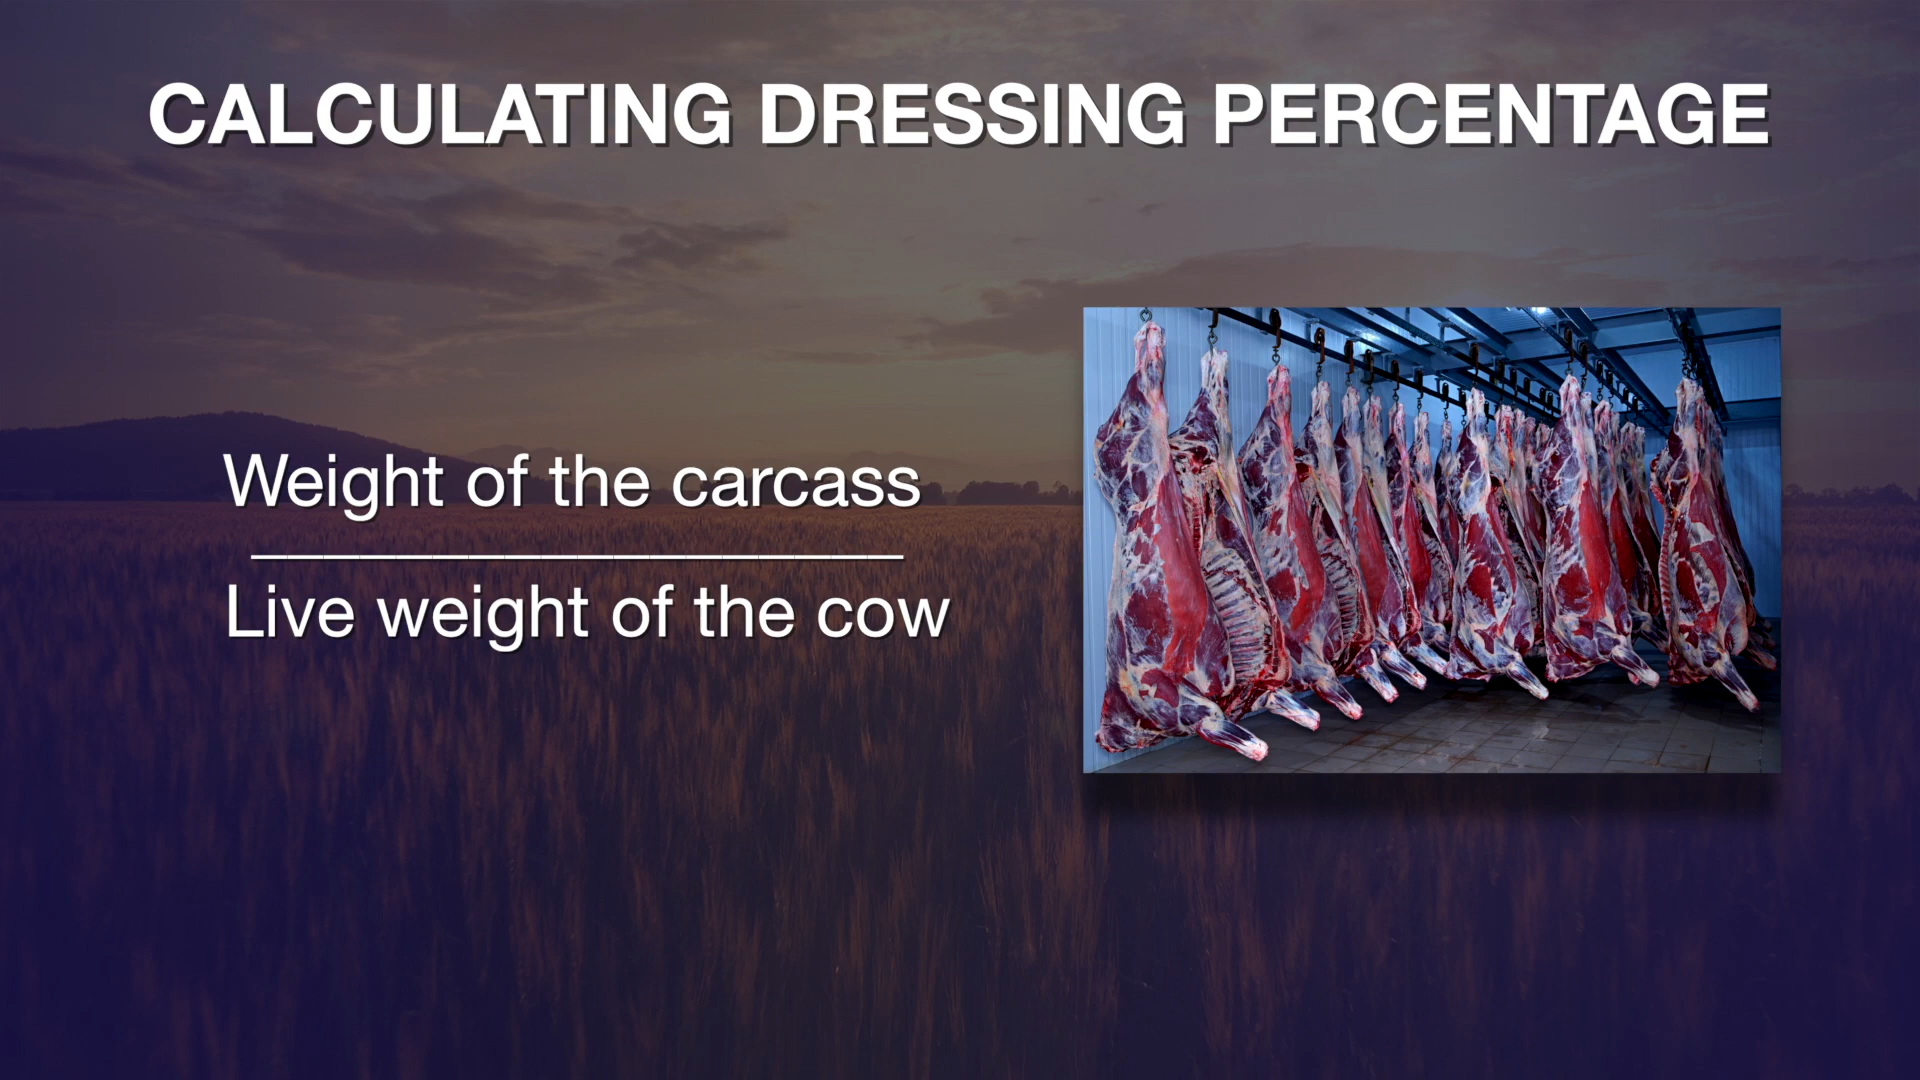 CALCULATING DRESSING PERCENTAGE
Weight of the carcass
Live weight of the cow